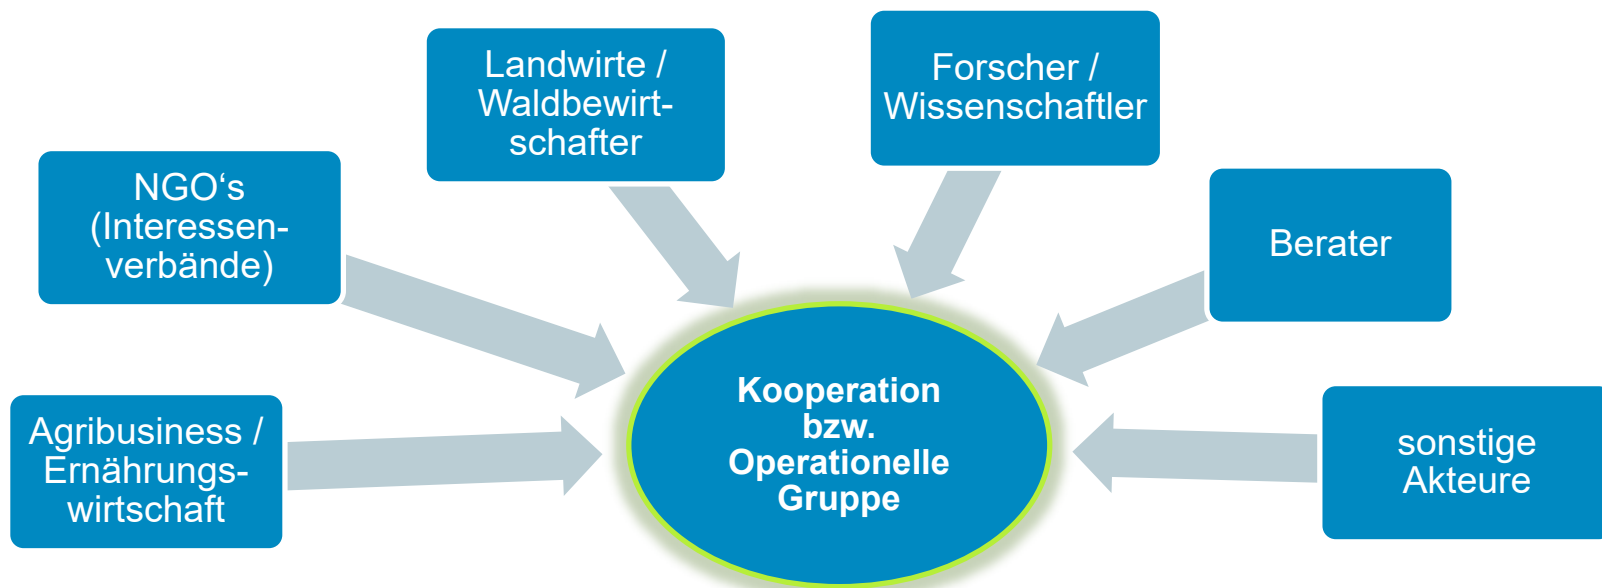 Landwirte /
Waldbewirt-
schafter
Forscher /
Wissenschaftler
NGO‘s
(Interessen-
verbände)
Berater
Agribusiness /
Ernährungs-
wirtschaft
Kooperation
bzw.
Operationelle
Gruppe
sonstige
Akteure